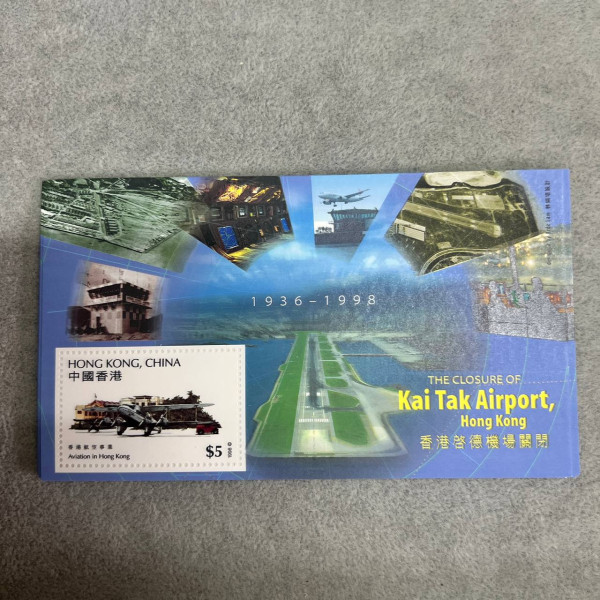 1936–1998
HONG KONG, CHINA
中國香港
香港航空事業
Aviation in Hong Kong
$5
1998 ©
THE CLOSURE OF
Kai Tak Airport,
Hong Kong
香港啓德機場關閉